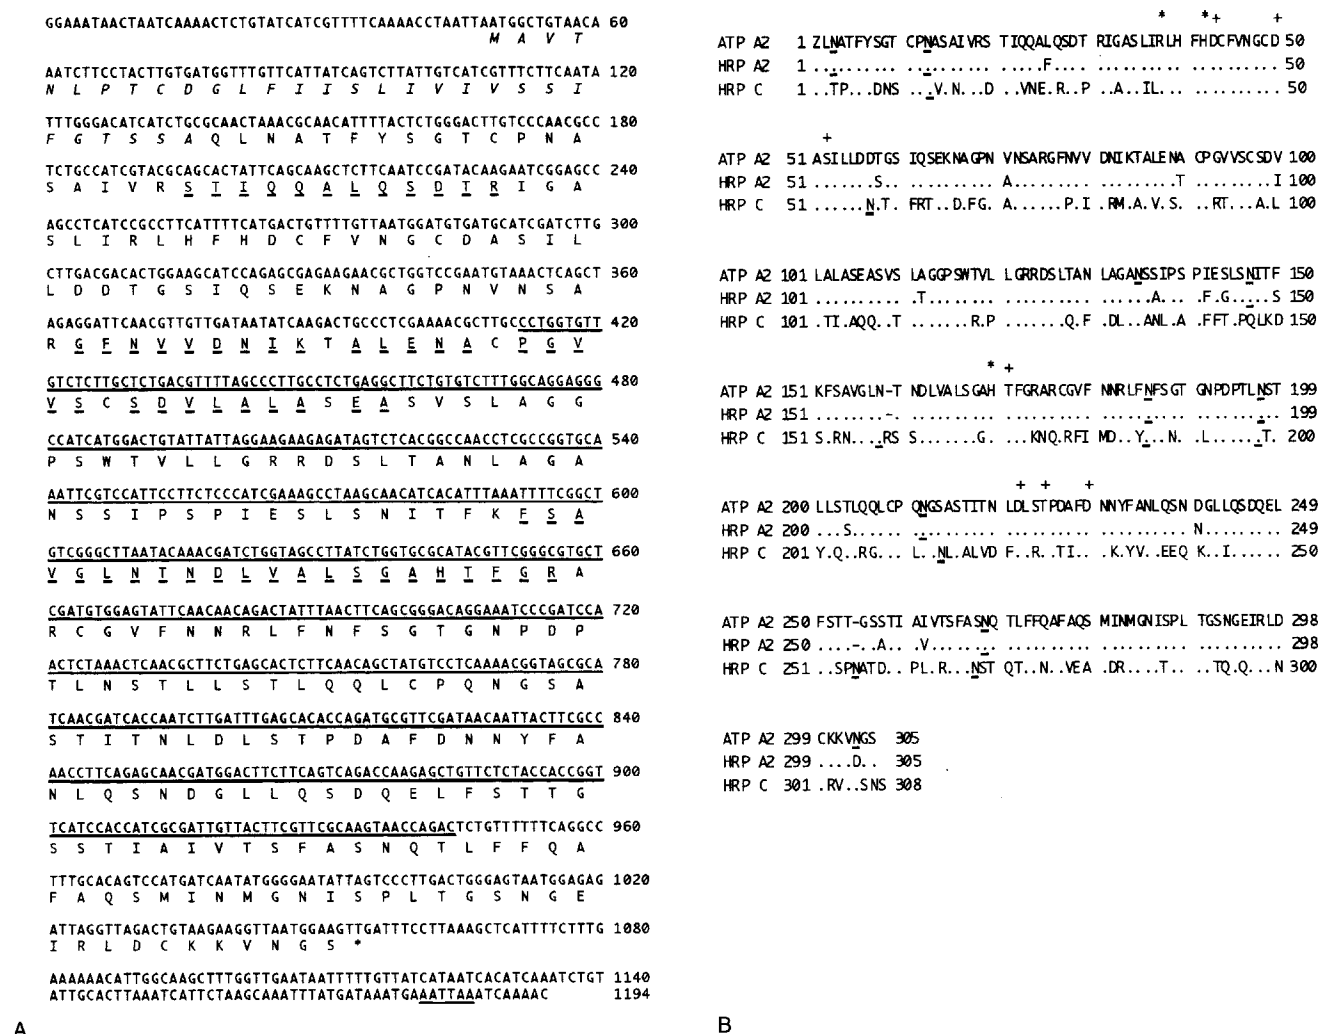 GGAAATAACTAATCAAAACTCTGTATCATCGTTTTCAAAACCTAATTAATGGCTGTAACA 60
M A V T
AATCTTCCTACTTGTGATGGTTTGTTCATTATCAGTCTTATTGTCATCGTTTCTTCAATA 120
N L P T C D G L F I I S L I V I V S S I
TTTGGGACATCATCTGCGCAACTAAACGCAACATTTTACTCTGGGACTTGTCCCAACGCC 180
F G T S S A Q L N A T F Y S G T C P N A
TCTGCCATCGTACGCAGCACTATTCAGCAAGCTCTTCAATCCGATACAAGAATCGGAGCC 240
S A I V R S T I Q Q A L Q S D T R I G A
AGCCTCATCCGCCTTCATTTTCATGACTGTTTTGTTAATGGATGTGATGCATCGATCTTG 300
S L I R L H F H D C F V N G C D A S I L
CTTGACGACACTGGAAGCATCCAGAGCGAGAAGAACGCTGGTCCGAATGTAAACTCAGCT 360
L D D T G S I Q S E K N A G P N V N S A
AGAGGATTCAACGTTGTTGATAATATCAAGACTGCCCTCGAAAACGCTTGCCCTGGTGTT 420
R G F N V V D N I K T A L E N A C P G V
GTCTCTTGCTCTGACGTTTTAGCCCTTGCCTCTGAGGCTTCTGTGTCTTTGGCAGGAGGG 480
V S C S D V L A L A S E A S V S L A G G
CCATCATGGACTGTATTATTAGGAAGAAGAGATAGTCTCACGGCCAACCTCGCCGGTGCA 540
P S W T V L L G R R D S L T A N L A G A
AATTCGTCCATTCCTTCTCCCATCGAAAGCCTAAGCAACATCACATTTAAATTTTCGGCT 600
N S S I P S P I E S L S N I T F K F S A
GTCGGGCTTAATACAAACGATCTGGTAGCCTTATCTGGTGCGCATACGTTCGGGCGTGCT 660
V G L N T N D L V A L S G A H T F G R A
CGATGTGGAGTATTCAACAACAGACTATTTAACTTCAGCGGGACAGGAAATCCCGATCCA 720
R C G V F N N R L F N F S G T G N P D P
ACTCTAAACTCAACGCTTCTGAGCACTCTTCAACAGCTATGTCCTCAAAACGGTAGCGCA 780
T L N S T L L S T L Q Q L C P Q N G S A
TCAACGATCACCAATCTTGATTTGAGCACACCAGATGCGTTCGATAACAATTACTTCGCC 840
S T I T N L D L S T P D A F D N N Y F A
AACCTTCAGAGCAACGATGGACTTCTTCAGTCAGACCAAGAGCTGTTCTCTACCACCGGT 900
N L Q S N D G L L Q S D Q E L F S T T G
TCATCCACCATCGCGATTGTTACTTCGTTCGCAAGTAACCAGACTCTGTTTTTTCAGGCC 960
S S T I A I V T S F A S N Q T L F F Q A
TTTGCACAGTCCATGATCAATATGGGGAATATTAGTCCCTTGACTGGGAGTAATGGAGAG 1020
F A Q S M I N M G N I S P L T G S N G E
ATTAGGTTAGACTGTAAGAAGGTTAATGGAAGTTGATTTCCTTAAAGCTCATTTTCTTTG 1080
I R L D C K K V N G S *
AAAAAACATTGGCAAGCTTTGGTTGAATAATTTTTGTTATCATAATCACATCAAATCTGT 1140
ATTGCACTTAAATCATTCTAAGCAAATTTATGATAAATGAAATTAAATCAAAAC 1194
A
* *+ +
ATP A2 1 ZLNATFYSGT CPNASAIVRS TIQQALQSDT RIGASLIRLH FHDCFVNGCD 50
HRP A2 1 .......... .......... .....F.... .......... .......... 50
HRP C 1 ..TP...DNS ...V.N...D ..VNE.R..P ..A..IL... .......... 50
+
ATP A2 51 ASILLDDTGS IQSEKNAGPN VNSARGFNVV DNIKTALENA CPGVVSCSDV 100
HRP A2 51 .......S.. .......... A......... .........T .........I 100
HRP C 51 ......N.T. FRT..D.FG. A.......P.I .RM.A.V.S. ..RT...A.L 100
ATP A2 101 LALASEASVS LAGGPSWTVL LGRRDSLTAN LAGANSSIPS PIESLSNITF 150
HRP A2 101 .......... .T........ .......... ......A... .F.G.....S 150
HRP C 101 .TI.AQQ..T .......R.P .......Q.F .DL..ANL.A .FFT.PQLKD 150
* +
ATP A2 151 KFSAVGLN-T NDLVALSGAH TFGRARCGVF NNRLFNFSGT GNPDPTLNST 199
HRP A2 151 ........-. .......... .......... .......... .......... 199
HRP C 151 S.RN....RS S.......G. ...KNQ.RFI MD..Y...N. .L.......T. 200
+ + +
ATP A2 200 LLSTLQQLCP QNGSASTITN LDLSTPDAFD NNYFANLQSN DGLLQSDQEL 249
HRP A2 200 ...S...... .......... .......... .......... N......... 249
HRP C 201 Y.Q..RG... L..NL.ALVD F..R..TI.. .K.YV..EEQ K..I...... 250
ATP A2 250 FSTT-GSSTI AIVTSFASNQ TLFFQAFAQS MINMGNISPL TGSNGEIRLD 298
HRP A2 250 ....-..A.. .V........ .......... .......... .......... 298
HRP C 251 ..SPNATD.. PL.R...NST QT..N..VEA .DR....T.. ..TQ.Q...N 300
ATP A2 299 CKKVNGS 305
HRP A2 299 ....D.. 305
HRP C 301 .RV..SNS 308
B